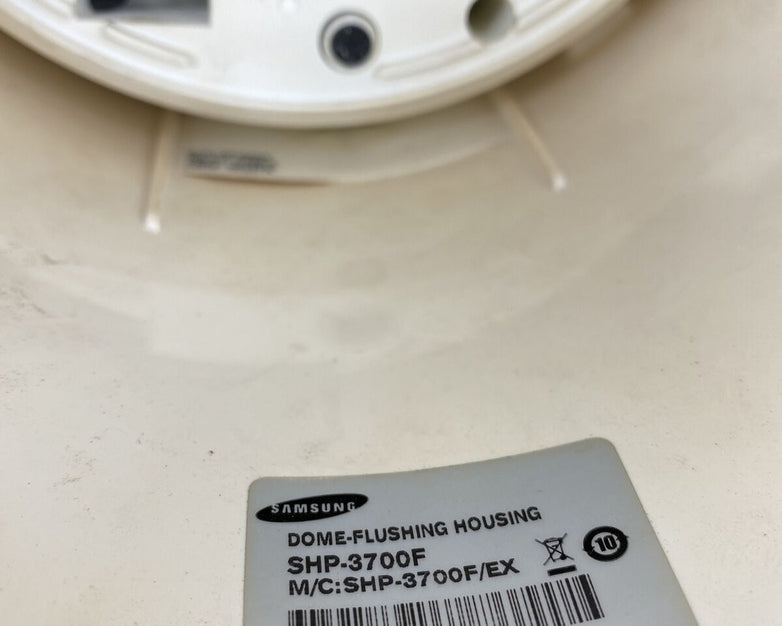 SAMSUNG
DOME-FLUSHING HOUSING
SHP-3700F
M/C:SHP-3700F/EX
10